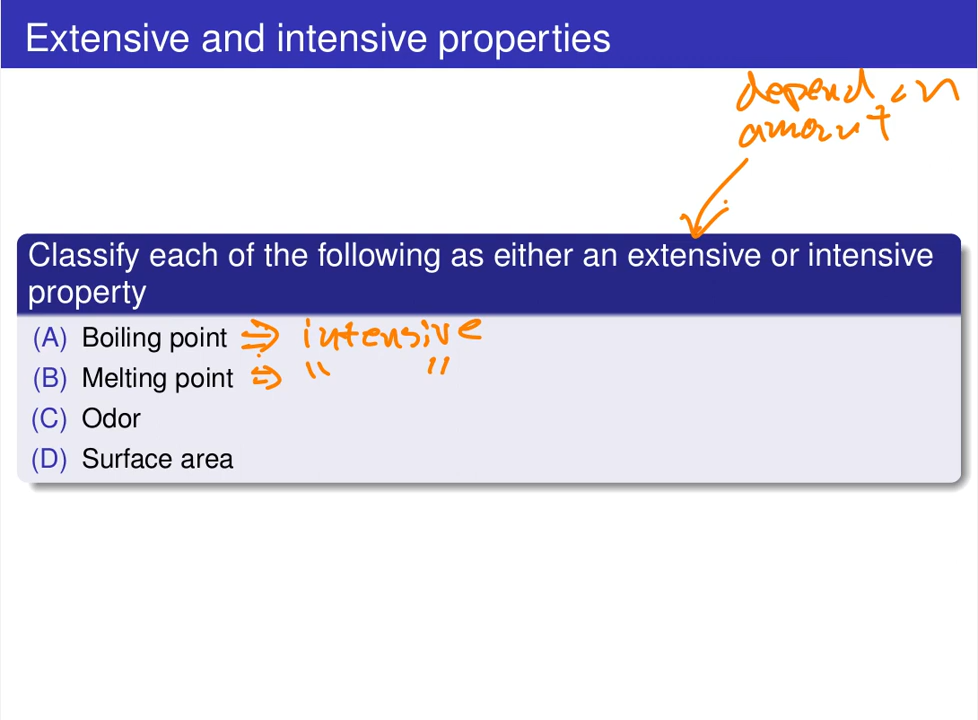 Extensive and intensive properties
depend on
amount
Classify each of the following as either an extensive or intensive
property
(A) Boiling point ⇒ intensive
(B) Melting point ⇒ " "
(C) Odor
(D) Surface area